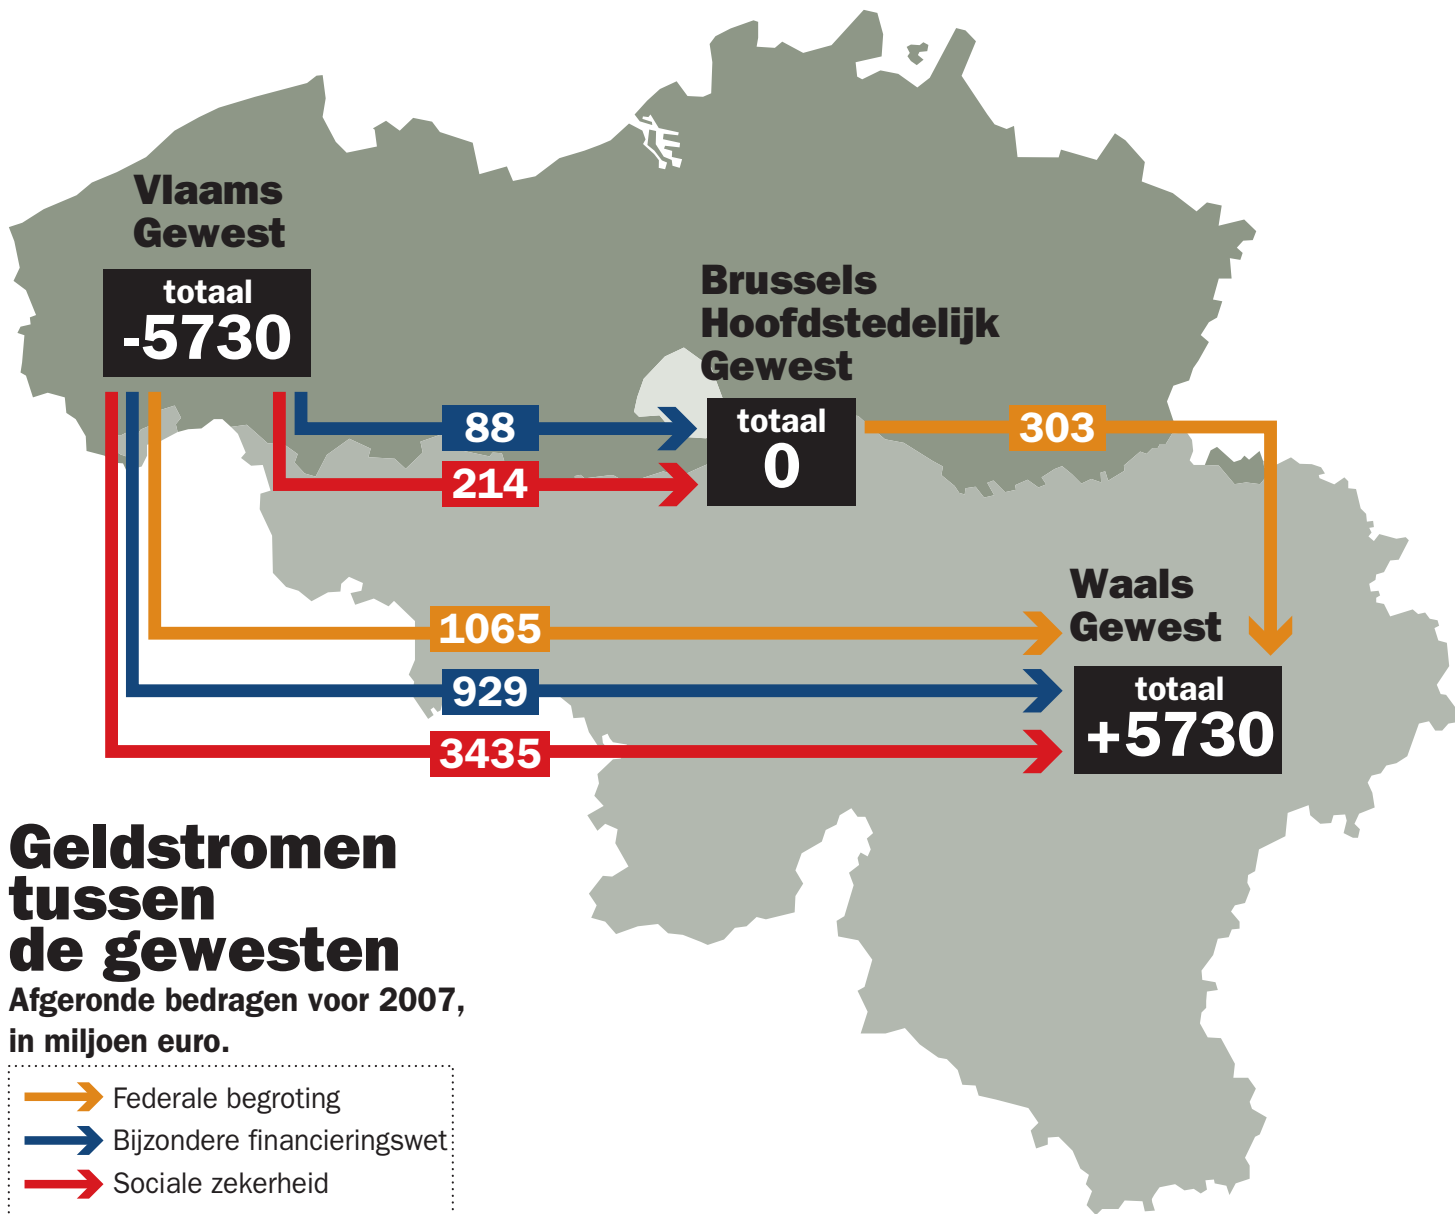 Vlaams
Gewest
totaal
-5730
Brussels
Hoofdstedelijk
Gewest
totaal
0
88
214
303
Waals
Gewest
totaal
+5730
1065
929
3435
Geldstromen
tussen
de gewesten
Afgeronde bedragen voor 2007,
in miljoen euro.
Federale begroting
Bijzondere financieringswet
Sociale zekerheid